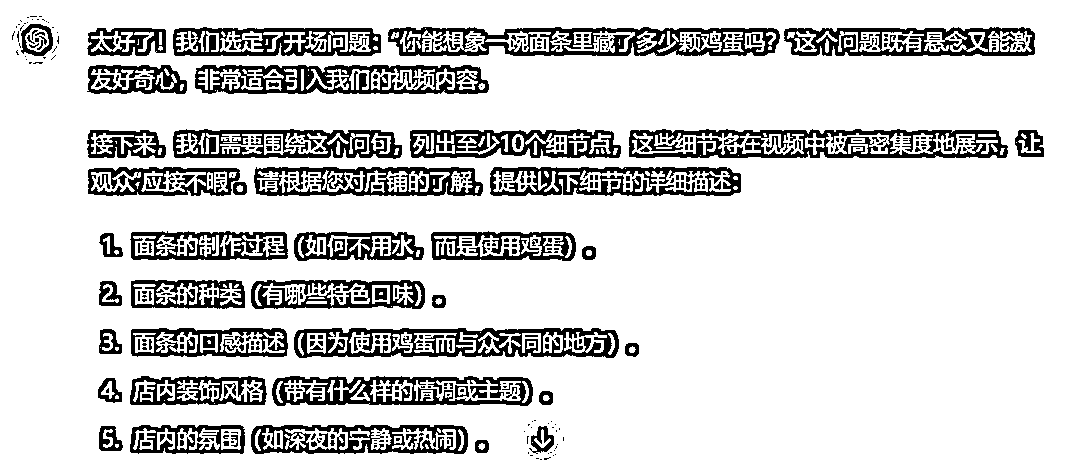 太好了！我们选定了开场问题：“你能想象一碗面条里藏了多少颗鸡蛋吗？”这个问题既有悬念又能激
发好奇心，非常适合引入我们的视频内容。
接下来，我们需要围绕这个问句，列出至少10个细节点，这些细节将在视频中被高密集度地展示，让
观众“应接不暇”。请根据您对店铺的了解，提供以下细节的详细描述：
1. 面条的制作过程（如何不用水，而是使用鸡蛋）。
2. 面条的种类（有哪些特色口味）。
3. 面条的口感描述（因为使用鸡蛋而与众不同的地方）。
4. 店内装饰风格（带有什么样的情调或主题）。
5. 店内的氛围（如深夜的宁静或热闹）。